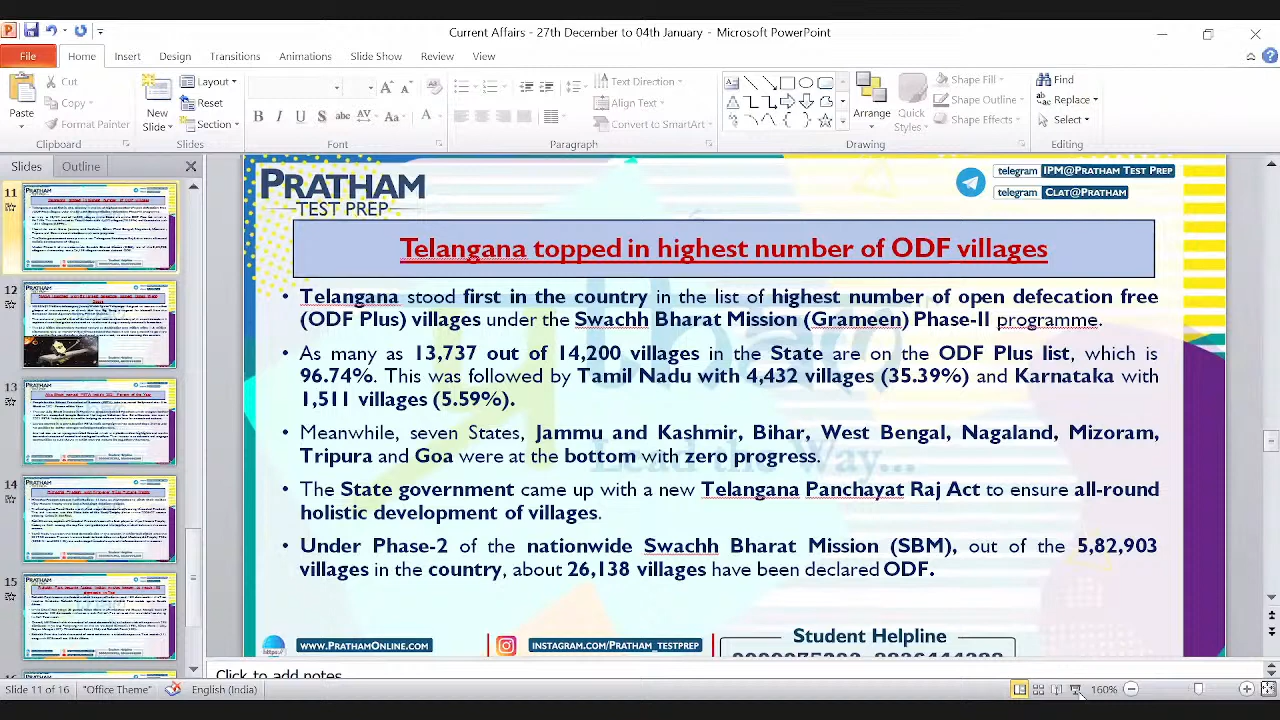 Current Affairs - 27th December to 04th January - Microsoft PowerPoint
File Home Insert Design Transitions Animations Slide Show Review View
Paste Cut Copy Format Painter Clipboard
New Slide Layout Reset Section Slides
B I U S abc AV Aa A Font
Text Direction Align Text Convert to SmartArt Paragraph
Arrange Quick Styles Shape Fill Shape Outline Shape Effects Drawing
Find Replace Select Editing
Slides Outline
11
12
13
14
15
PRATHAM
TEST PREP
telegram IPM@PRATHAM TEST PREP
telegram CLAT@PRATHAM
Telangana topped in highest number of ODF villages
• Telangana stood first in the country in the list of highest number of open defecation free
(ODF Plus) villages under the Swachh Bharat Mission (Grameen) Phase-II programme.
• As many as 13,737 out of 14,200 villages in the State are on the ODF Plus list, which is
96.74%. This was followed by Tamil Nadu with 4,432 villages (35.39%) and Karnataka with
1,511 villages (5.59%).
• Meanwhile, seven States, Jammu and Kashmir, Bihar, West Bengal, Nagaland, Mizoram,
Tripura and Goa were at the bottom with zero progress.
• The State government came up with a new Telangana Panchayat Raj Act to ensure all-round
holistic development of villages.
• Under Phase-2 of the nationwide Swachh Bharat Mission (SBM), out of the 5,82,903
villages in the country, about 26,138 villages have been declared ODF.
WWW.PRATHAMONLINE.COM
INSTAGRAM.COM/PRATHAM_TESTPREP
Student Helpline
Click to add notes
Slide 11 of 16 "Office Theme" English (India) 160%